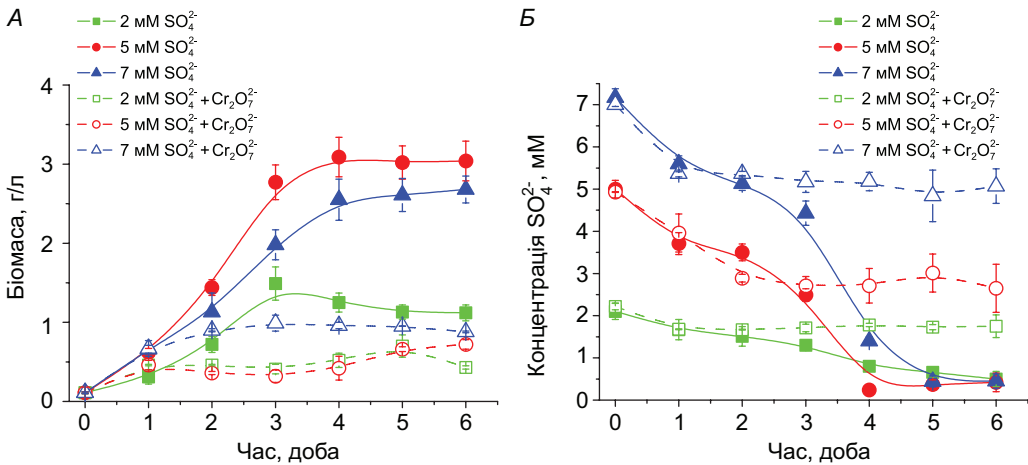 А
2 мМ SO₄²⁻
5 мМ SO₄²⁻
7 мМ SO₄²⁻
2 мМ SO₄²⁻ + Cr₂O₇²⁻
5 мМ SO₄²⁻ + Cr₂O₇²⁻
7 мМ SO₄²⁻ + Cr₂O₇²⁻
Біомаса, г/л
4
3
2
1
0
0 1 2 3 4 5 6
Час, доба
Б
2 мМ SO₄²⁻
5 мМ SO₄²⁻
7 мМ SO₄²⁻
2 мМ SO₄²⁻ + Cr₂O₇²⁻
5 мМ SO₄²⁻ + Cr₂O₇²⁻
7 мМ SO₄²⁻ + Cr₂O₇²⁻
Концентрація SO₄²⁻, мМ
7
6
5
4
3
2
1
0
0 1 2 3 4 5 6
Час, доба